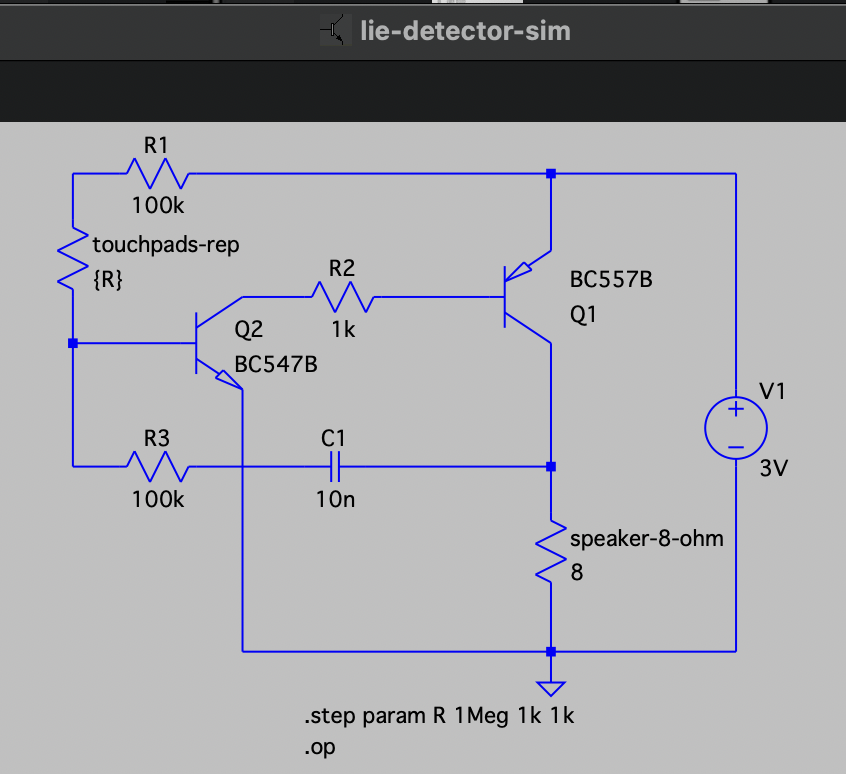 lie-detector-sim
R1
100k
touchpads-rep
{R}
R2
1k
BC557B
Q1
Q2
BC547B
V1
3V
R3
100k
C1
10n
speaker-8-ohm
8
.step param R 1Meg 1k 1k
.op